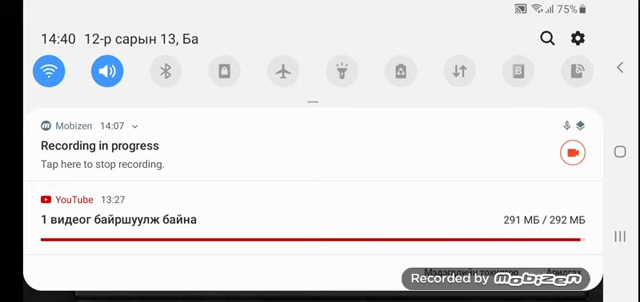 75%
14:40 12-р сарын 13, Ба
Mobizen 14:07
Recording in progress
Tap here to stop recording.
YouTube 13:27
1 видеог байршуулж байна 291 МБ / 292 МБ
Recorded by MOBIZEN